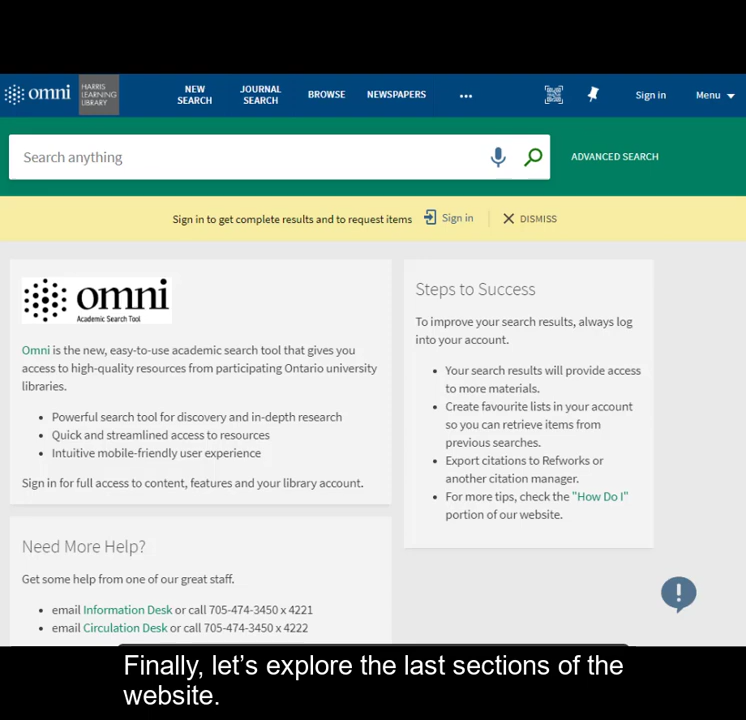 omni HARRIS LEARNING LIBRARY
NEW SEARCH
JOURNAL SEARCH
BROWSE
NEWSPAPERS
...
Sign in
Menu
Search anything
ADVANCED SEARCH
Sign in to get complete results and to request items
Sign in
DISMISS
omni
Academic Search Tool
Omni is the new, easy-to-use academic search tool that gives you
access to high-quality resources from participating Ontario university
libraries.
• Powerful search tool for discovery and in-depth research
• Quick and streamlined access to resources
• Intuitive mobile-friendly user experience
Sign in for full access to content, features and your library account.
Steps to Success
To improve your search results, always log
into your account.
• Your search results will provide access
to more materials.
• Create favourite lists in your account
so you can retrieve items from
previous searches.
• Export citations to Refworks or
another citation manager.
• For more tips, check the "How Do I"
portion of our website.
Need More Help?
Get some help from one of our great staff.
• email Information Desk or call 705-474-3450 x 4221
• email Circulation Desk or call 705-474-3450 x 4222
Finally, let's explore the last sections of the
website.